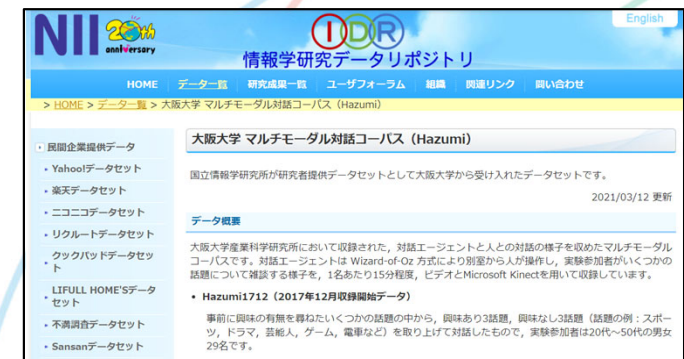 NII 20th anniversary
IDR
English
情報学研究データリポジトリ
HOME データ一覧 研究成果一覧 ユーザフォーラム 組織 関連リンク 問い合わせ
> HOME > データ一覧 > 大阪大学 マルチモーダル対話コーパス（Hazumi）
民間企業提供データ
・Yahoo!データセット
・楽天データセット
・ニコニコデータセット
・リクルートデータセット
・クックパッドデータセッ
ト
・LIFULL HOME'Sデータ
セット
・不満調査データセット
・Sansanデータセット
大阪大学 マルチモーダル対話コーパス（Hazumi）
国立情報学研究所が研究者提供データセットとして大阪大学から受け入れたデータセットです。
2021/03/12 更新
データ概要
大阪大学産業科学研究所において収録された，対話エージェントと人との対話の様子を収めたマルチモーダル
コーパスです。対話エージェントは Wizard-of-Oz 方式により別室から人が操作し，実験参加者がいくつかの
話題について雑談する様子を，1名あたり15分程度，ビデオとMicrosoft Kinectを用いて収録しています。
• Hazumi1712（2017年12月収録開始データ）
事前に興味の有無を尋ねたいくつかの話題の中から，興味あり3話題，興味なし3話題（話題の例：スポー
ツ，ドラマ，芸能人，ゲーム，電車など）を取り上げて対話したもので，実験参加者は20代～50代の男女
29名です。